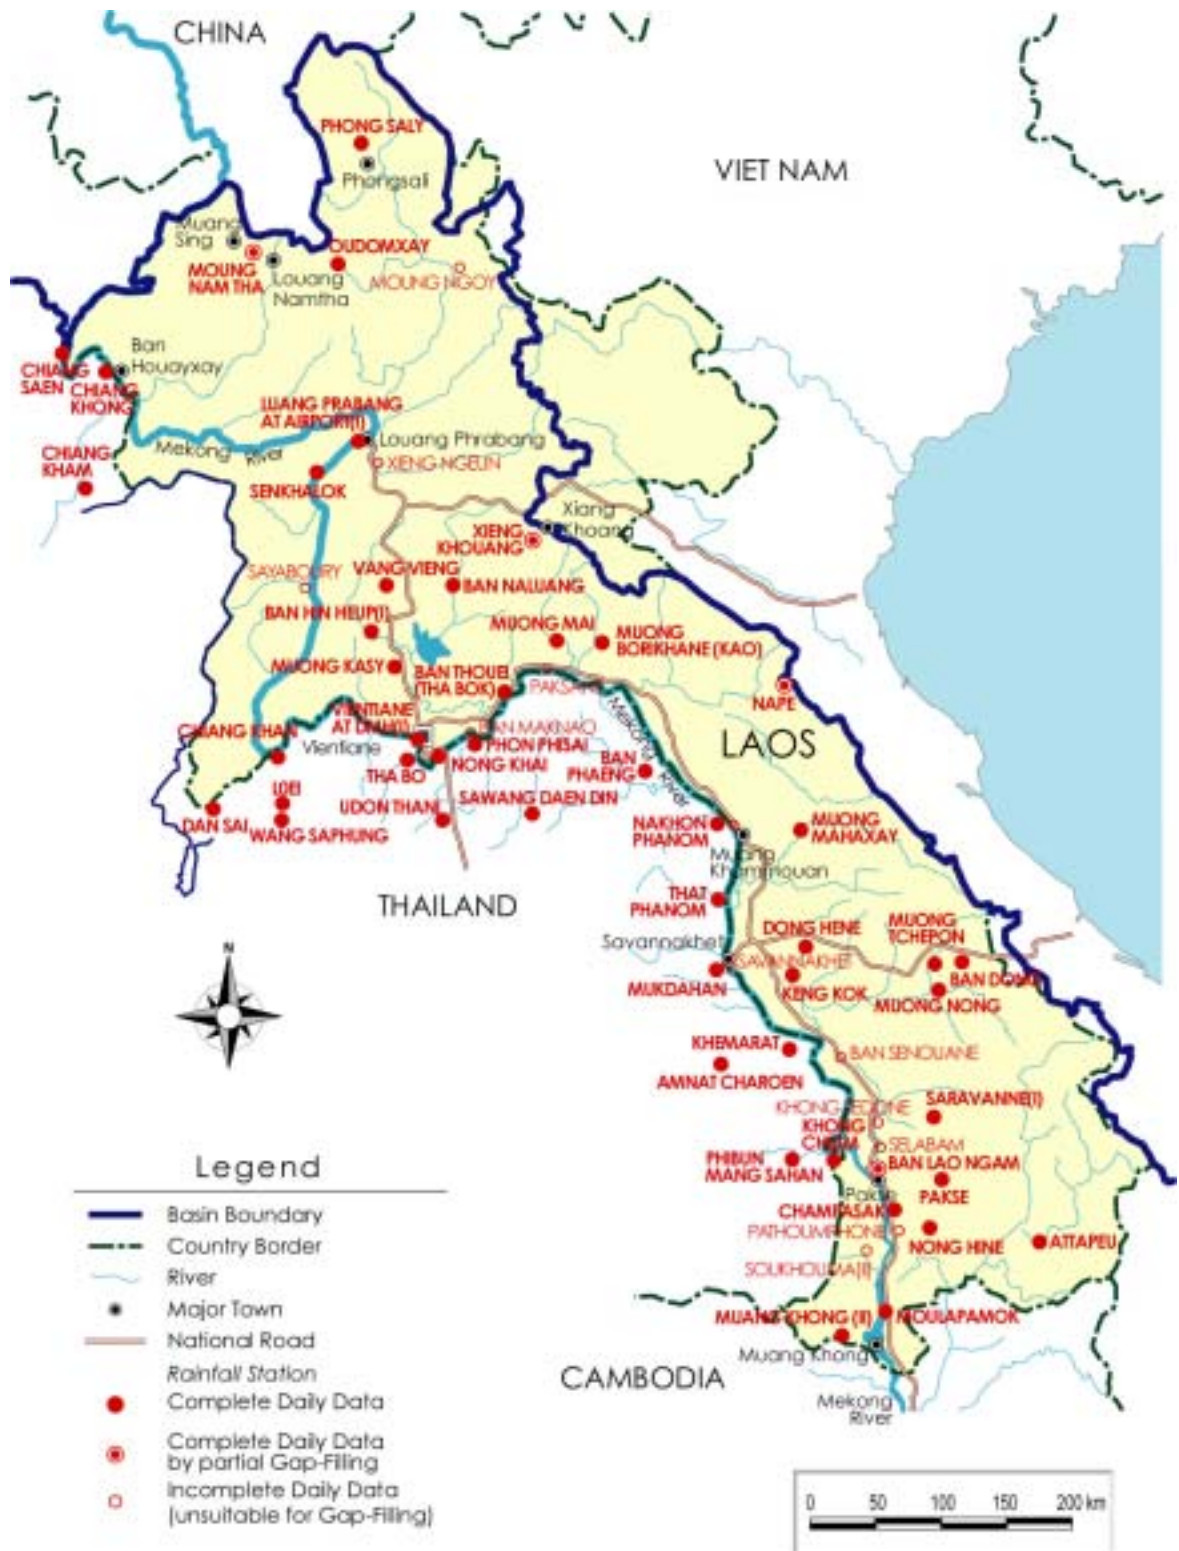 CHINA
PHONG SALY
Phongsali
VIET NAM
Muang
Sing
OUDOMXAY
MOUNG
NAM THA
Louang
Namtha
MOUNG NGOY
Ban
Houayxay
CHIANG
SAEN
CHIANG
KHONG
LUANG PRABANG
AT AIRPORT(I)
Louang Phrabang
Mekong River
CHIANG
KHAM
XIENG NGEUN
SENKHALOK
Xiang
Khoang
XIENG
KHOUANG
SAYABOURY
VANG VIENG
BAN NALUANG
BAN HIN HEUP(I)
MUONG MAI
MUONG
BORIKHANE (KAO)
MUONG KASY
BAN THOUEI
(THA BOK)
PAKSANE
NAPE
VIENTIANE
CHIANG KHAN
Vientiane
BAN MAKNAO
PHON PHISAI
Mekong River
LAOS
THA BO
NONG KHAI
BAN
PHAENG
LOEI
UDON THANI
SAWANG DAEN DIN
DAN SAI
WANG SAPHUNG
NAKHON
PHANOM
MUONG
MAHAXAY
Muang
Khammouan
THAILAND
THAT
PHANOM
N
DONG HENE
MUONG
TCHEPON
Savannakhet
SAVANNAKHET
MUKDAHAN
KENG KOK
BAN DONG
MUONG NONG
KHEMARAT
BAN SENOUANE
AMNAT CHAROEN
KHONG SEDONE
SARAVANNE(I)
KHONG
CHIAM
SELABAM
PHIBUN
MANG SAHAN
BAN LAO NGAM
Pakse
PAKSE
CHAMPASAK
PATHOUMPHONE
NONG HINE
ATTAPEU
SOUKHOUMA(II)
MUANG KHONG (II)
MOULAPAMOK
Muang Khong
CAMBODIA
Mekong
River
Legend
Basin Boundary
Country Border
River
Major Town
National Road
Rainfall Station
Complete Daily Data
Complete Daily Data
by partial Gap-Filling
Incomplete Daily Data
(unsuitable for Gap-Filling)
0 50 100 150 200 km